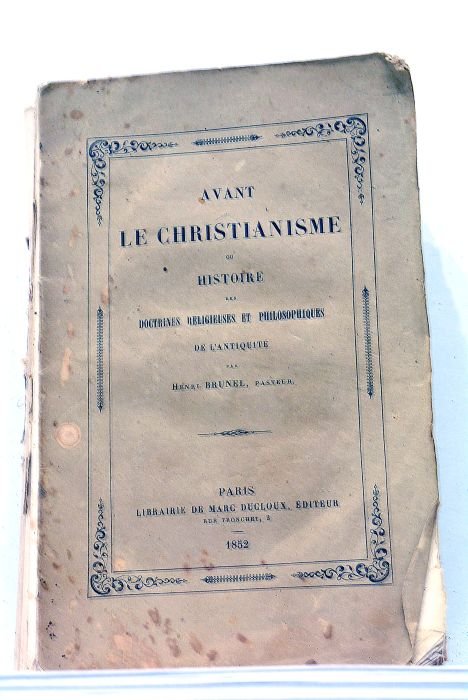 AVANT
LE CHRISTIANISME
OU
HISTOIRE
DES
DOCTRINES RELIGIEUSES ET PHILOSOPHIQUES
DE L'ANTIQUITÉ
PAR
HENRI BRUNEL, PASTEUR.
PARIS
LIBRAIRIE DE MARC DUCLOUX, EDITEUR
RUE TRONCHET, 2
1852